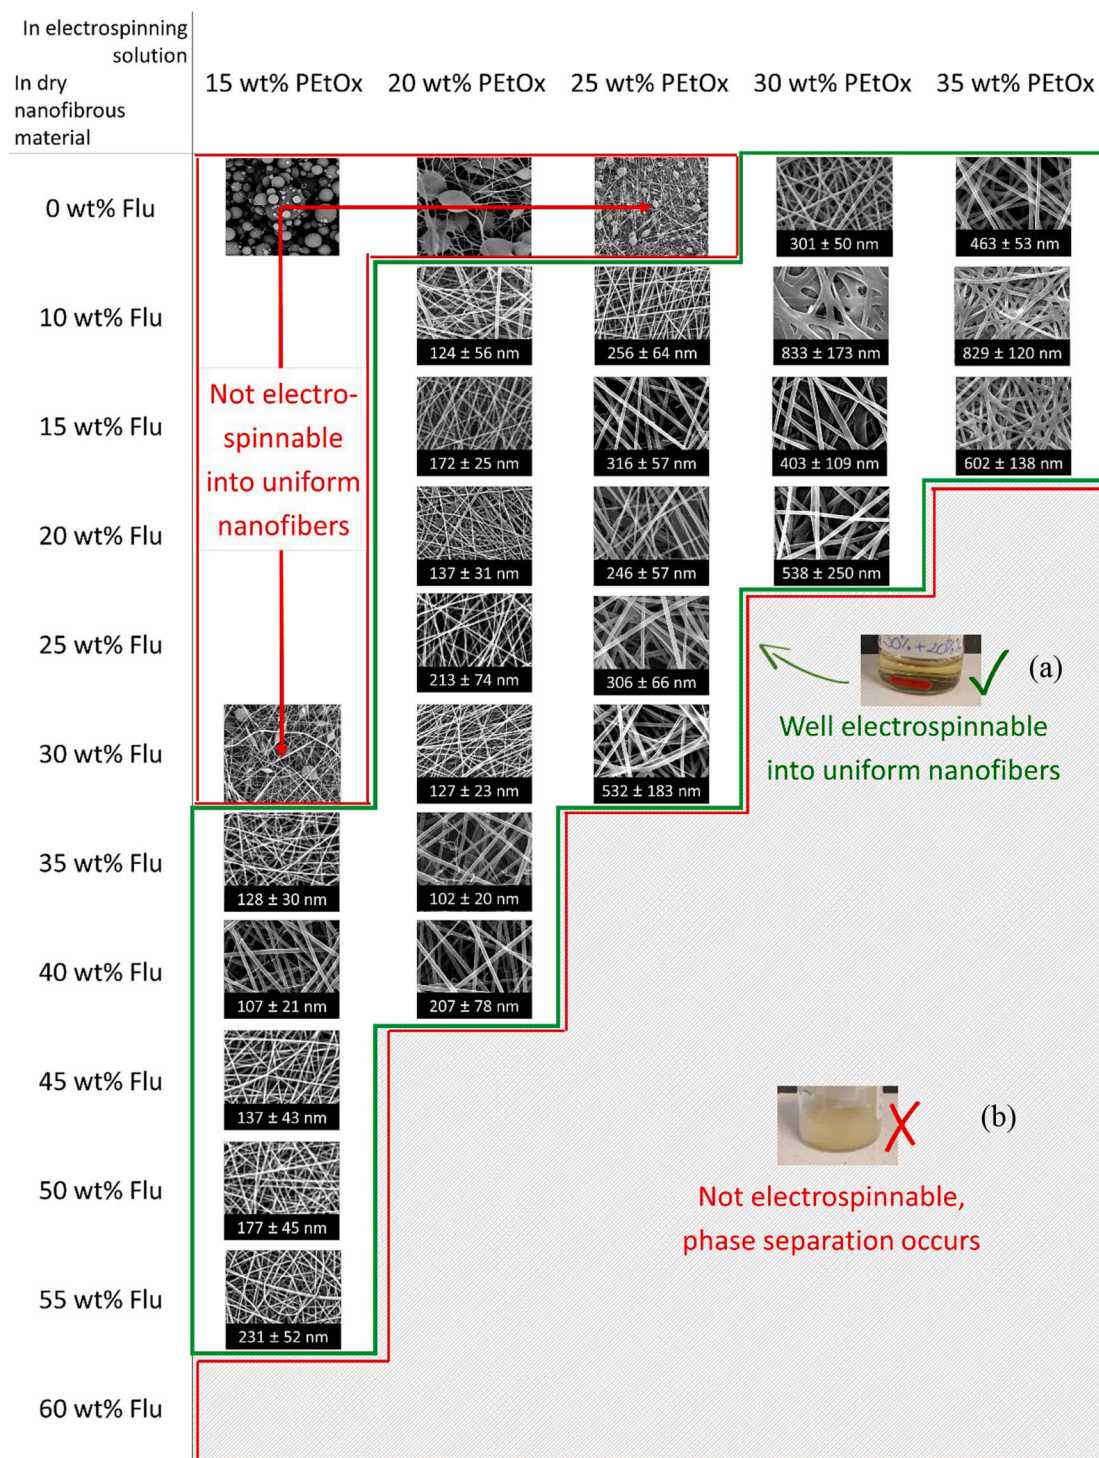 In electrospinning
solution
In dry
nanofibrous
material
15 wt% PEtOx 20 wt% PEtOx 25 wt% PEtOx 30 wt% PEtOx 35 wt% PEtOx
0 wt% Flu
301 ± 50 nm 463 ± 53 nm
10 wt% Flu
124 ± 56 nm 256 ± 64 nm 833 ± 173 nm 829 ± 120 nm
Not electro-
spinnable
into uniform
nanofibers
15 wt% Flu
172 ± 25 nm 316 ± 57 nm 403 ± 109 nm 602 ± 138 nm
20 wt% Flu
137 ± 31 nm 246 ± 57 nm 538 ± 250 nm
25 wt% Flu
213 ± 74 nm 306 ± 66 nm
(a)
Well electrospinnable
into uniform nanofibers
30 wt% Flu
127 ± 23 nm 532 ± 183 nm
35 wt% Flu
128 ± 30 nm 102 ± 20 nm
40 wt% Flu
107 ± 21 nm 207 ± 78 nm
45 wt% Flu
137 ± 43 nm
(b)
Not electrospinnable,
phase separation occurs
50 wt% Flu
177 ± 45 nm
55 wt% Flu
231 ± 52 nm
60 wt% Flu